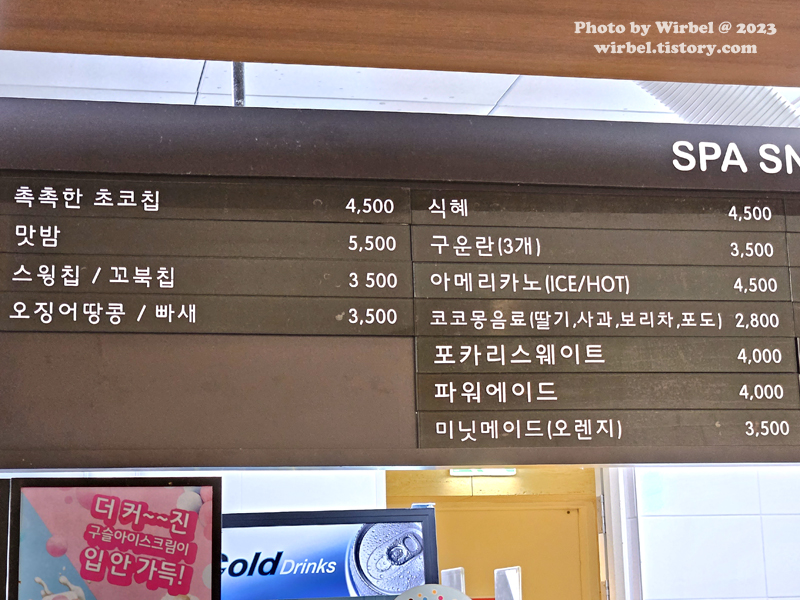 Photo by Wirbel @ 2023
wirbel.tistory.com
SPA SN
촉촉한 초코칩 4,500
맛밤 5,500
스윙칩 / 꼬북칩 3 500
오징어땅콩 / 빠새 3,500
식혜 4,500
구운란(3개) 3,500
아메리카노(ICE/HOT) 4,500
코코몽음료(딸기,사과,보리차,포도) 2,800
포카리스웨이트 4,000
파워에이드 4,000
미닛메이드(오렌지) 3,500
더 커~~진
구슬아이스크림이
입 안 가득!
Cold Drinks